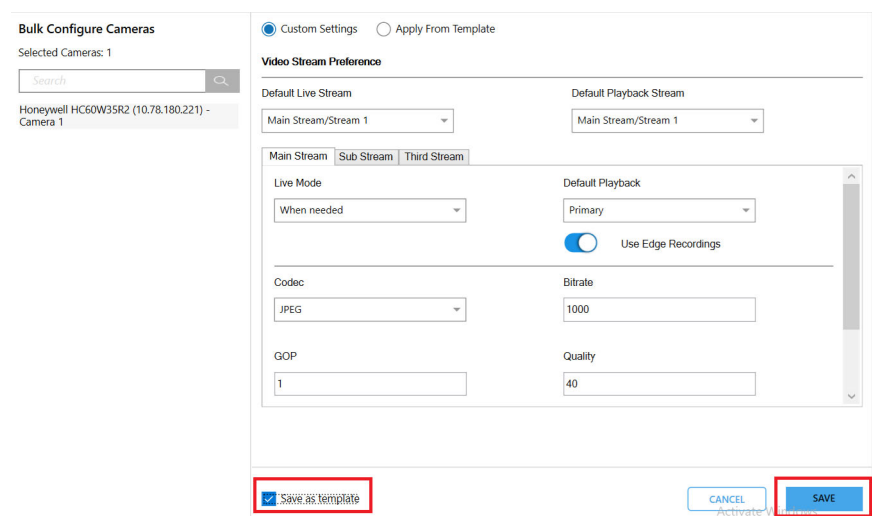 Bulk Configure Cameras
Selected Cameras: 1
Search
Honeywell HC60W35R2 (10.78.180.221) -
Camera 1
Custom Settings Apply From Template
Video Stream Preference
Default Live Stream Default Playback Stream
Main Stream/Stream 1 Main Stream/Stream 1
Main Stream Sub Stream Third Stream
Live Mode Default Playback
When needed Primary
Use Edge Recordings
Codec Bitrate
JPEG 1000
GOP Quality
1 40
Save as template CANCEL SAVE
Activate Windows